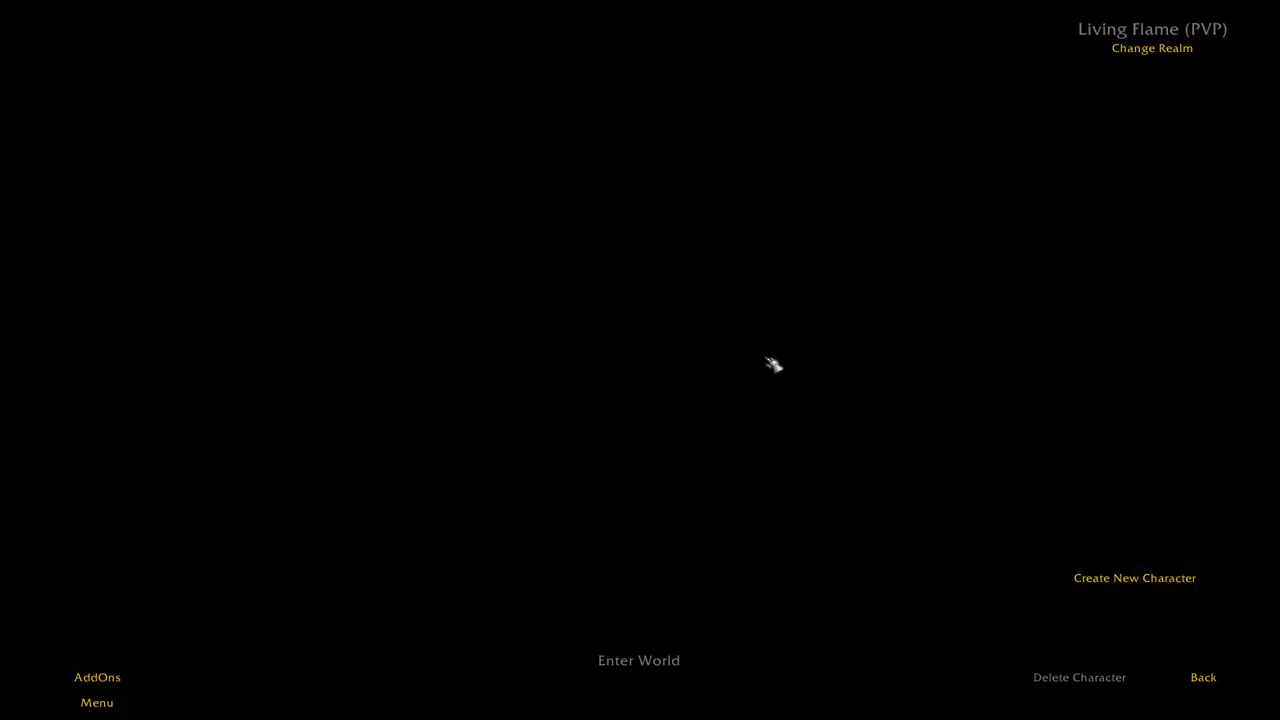 Living Flame (PVP)
Change Realm
Create New Character
Enter World
AddOns
Delete Character
Back
Menu